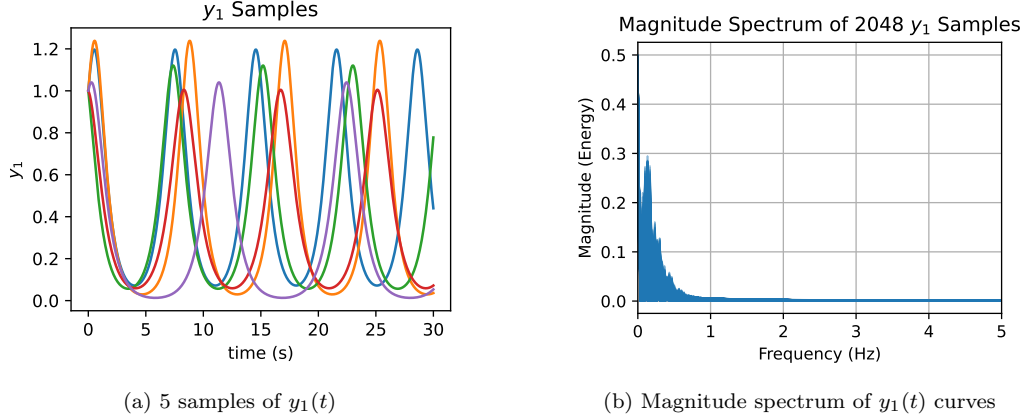 y₁ Samples
y₁
1.2
1.0
0.8
0.6
0.4
0.2
0.0
0 5 10 15 20 25 30
time (s)
(a) 5 samples of y₁(t)
Magnitude Spectrum of 2048 y₁ Samples
Magnitude (Energy)
0.5
0.4
0.3
0.2
0.1
0.0
0 1 2 3 4 5
Frequency (Hz)
(b) Magnitude spectrum of y₁(t) curves